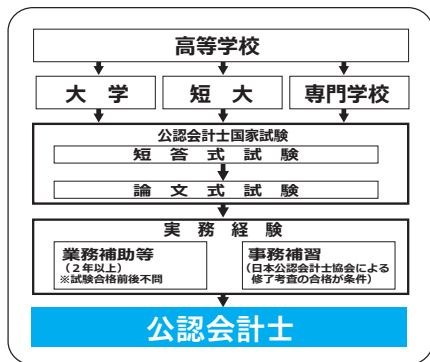 高等学校
大学 短大 専門学校
公認会計士国家試験
短答式試験
論文式試験
実務経験
業務補助等
(2年以上)
※試験合格前後不問
事務補習
(日本公認会計士協会による
修了考査の合格が条件)
公認会計士